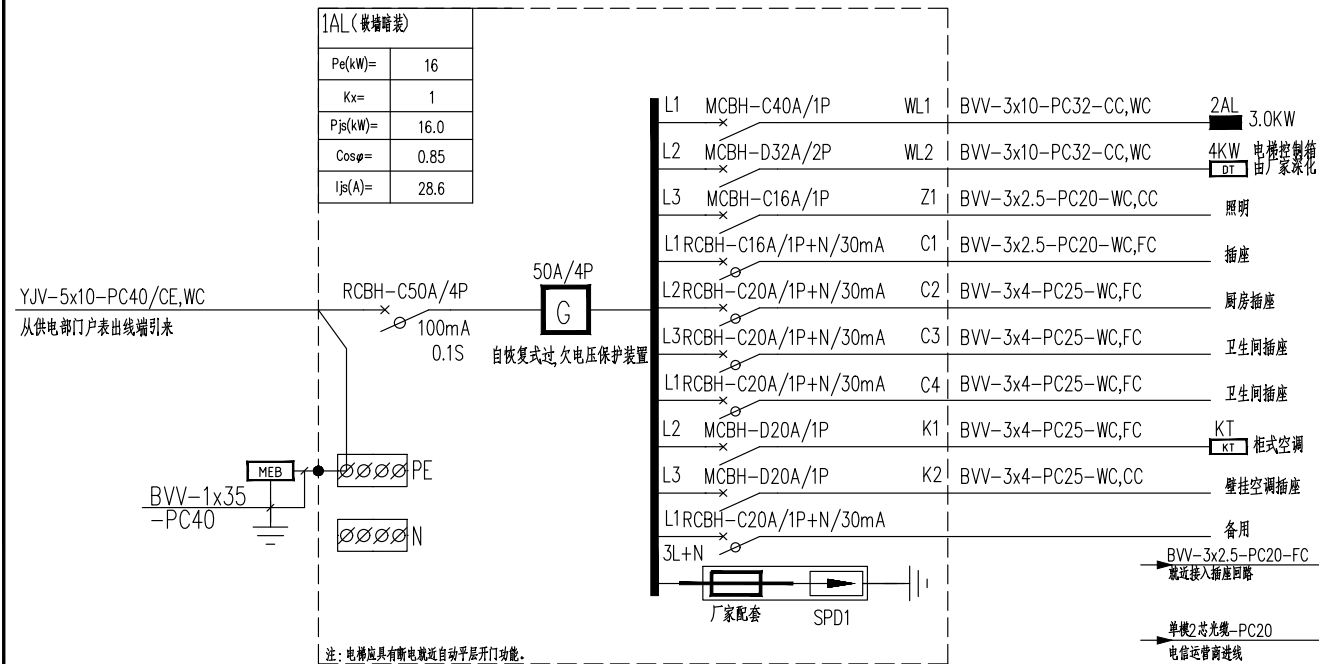 1AL(嵌墙暗装)
Pe(kW)= 16
Kx= 1
Pjs(kW)= 16.0
Cosφ= 0.85
Ijs(A)= 28.6
YJV-5x10-PC40/CE,WC
从供电部门户表出线端引来
RCBH-C50A/4P
100mA
0.1S
50A/4P
G
自恢复式过,欠电压保护装置
MEB
BVV-1x35
-PC40
PE
N
L1 MCBH-C40A/1P WL1 BVV-3x10-PC32-CC,WC 2AL 3.0KW
L2 MCBH-D32A/2P WL2 BVV-3x10-PC32-CC,WC 4KW DT 电梯控制箱
由厂家深化
L3 MCBH-C16A/1P Z1 BVV-3x2.5-PC20-WC,CC 照明
L1 RCBH-C16A/1P+N/30mA C1 BVV-3x2.5-PC20-WC,FC 插座
L2 RCBH-C20A/1P+N/30mA C2 BVV-3x4-PC25-WC,FC 厨房插座
L3 RCBH-C20A/1P+N/30mA C3 BVV-3x4-PC25-WC,FC 卫生间插座
L1 RCBH-C20A/1P+N/30mA C4 BVV-3x4-PC25-WC,FC 卫生间插座
L2 MCBH-D20A/1P K1 BVV-3x4-PC25-WC,FC KT KT 柜式空调
L3 MCBH-D20A/1P K2 BVV-3x4-PC25-WC,CC 壁挂空调插座
L1 RCBH-C20A/1P+N/30mA 备用
3L+N
厂家配套 SPD1
BVV-3x2.5-PC20-FC
就近接入插座回路
单模2芯光缆-PC20
电信运营商进线
注:电梯应具有断电就近自动平层开门功能.